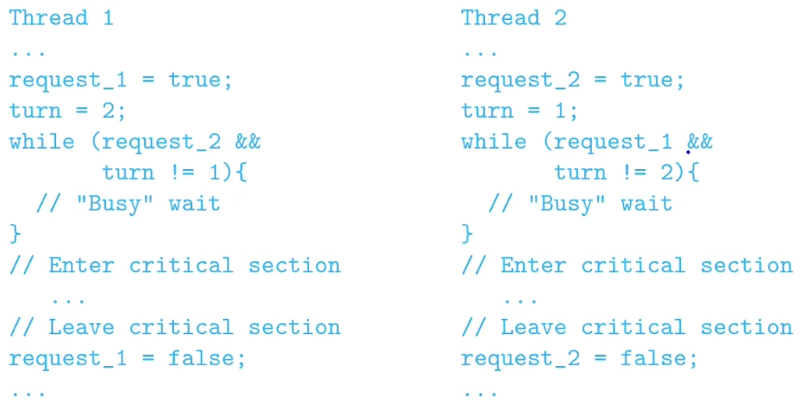 Thread 1
...
request_1 = true;
turn = 2;
while (request_2 &&
       turn != 1){
  // "Busy" wait
}
// Enter critical section
   ...
// Leave critical section
request_1 = false;
...
Thread 2
...
request_2 = true;
turn = 1;
while (request_1 &&
       turn != 2){
  // "Busy" wait
}
// Enter critical section
   ...
// Leave critical section
request_2 = false;
...